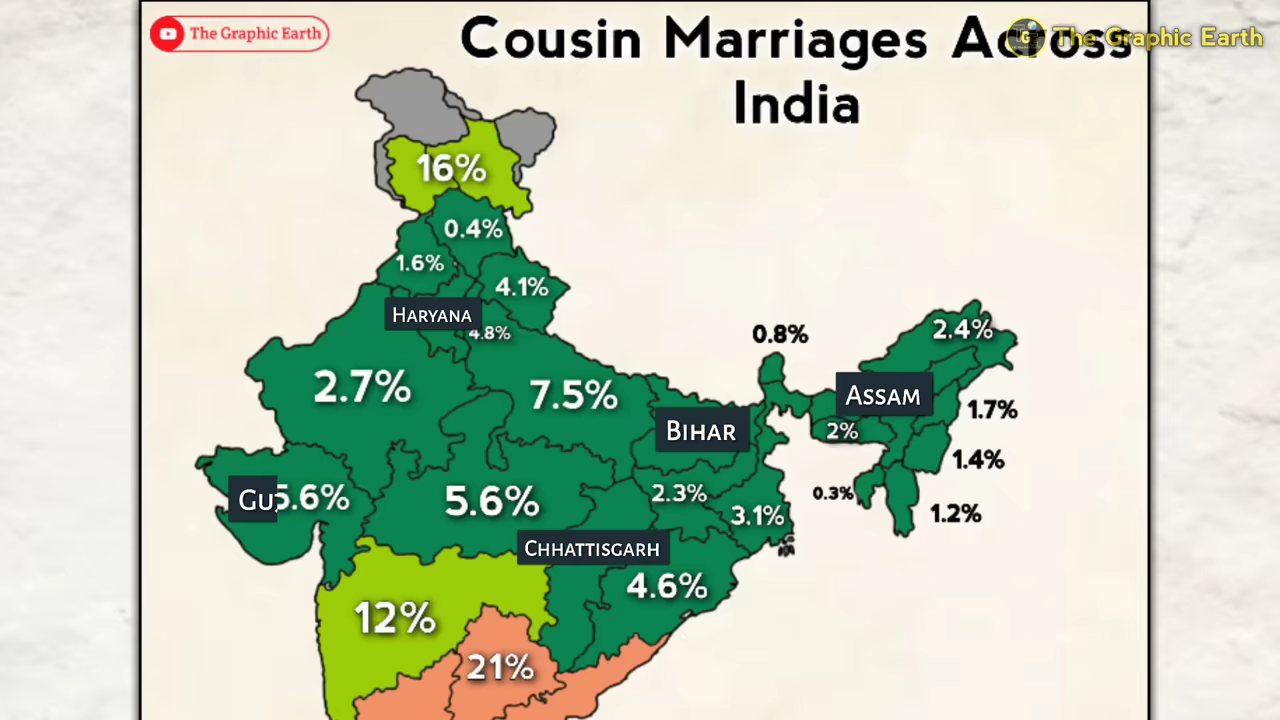 The Graphic Earth
Cousin Marriages Across
The Graphic Earth
India
16%
0.4%
1.6%
4.1%
HARYANA
4.8%
0.8%
2.4%
2.7%
7.5%
ASSAM
1.7%
BIHAR
2%
1.4%
GUJ
5.6%
5.6%
2.3%
0.3%
3.1%
1.2%
CHHATTISGARH
4.6%
12%
21%